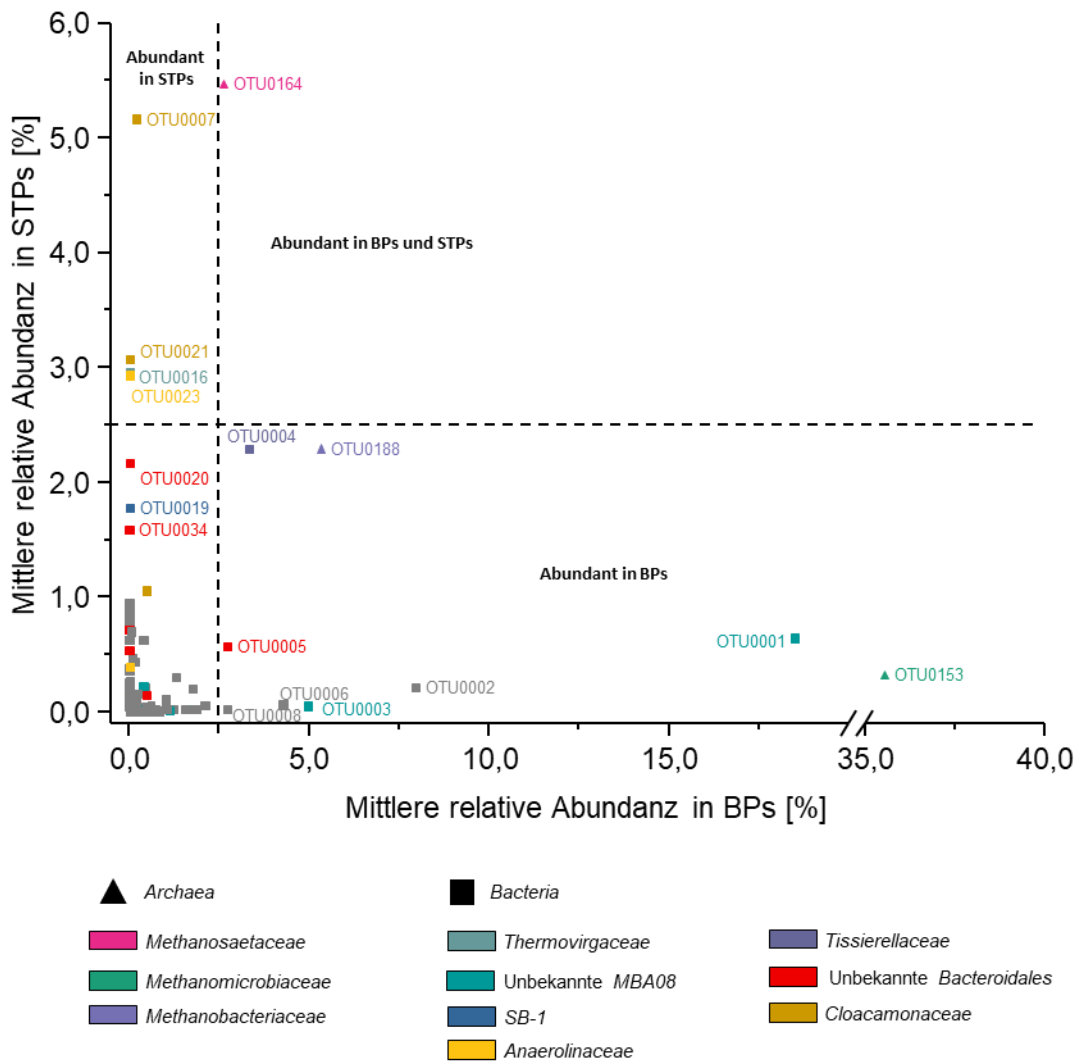 Mittlere relative Abundanz in STPs [%]
6,0
5,0
4,0
3,0
2,0
1,0
0,0
Abundant
in STPs
OTU0164
OTU0007
Abundant in BPs und STPs
OTU0021
OTU0016
OTU0023
OTU0004
OTU0188
OTU0020
OTU0019
OTU0034
Abundant in BPs
OTU0005
OTU0001
OTU0153
OTU0006
OTU0002
OTU0008
OTU0003
0,0 5,0 10,0 15,0 35,0 40,0
Mittlere relative Abundanz in BPs [%]
Archaea
Bacteria
Methanosaetaceae
Thermovirgaceae
Tissierellaceae
Methanomicrobiaceae
Unbekannte MBA08
Unbekannte Bacteroidales
Methanobacteriaceae
SB-1
Cloacamonaceae
Anaerolinaceae